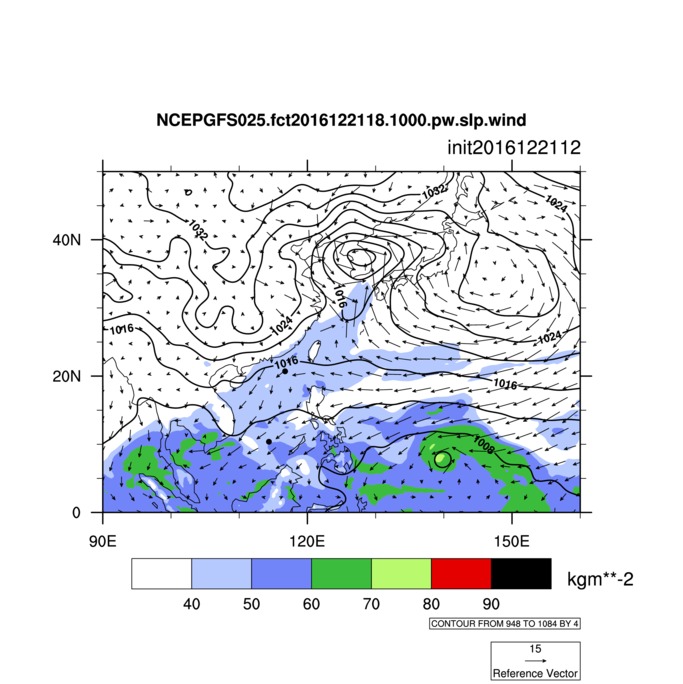 NCEPGFS025.fct2016122118.1000.pw.slp.wind
init2016122112
1032
1024
1032
40N
1016
1024
1016
1024
1016
20N
1016
1008
0
90E 120E 150E
kgm**-2
40 50 60 70 80 90
CONTOUR FROM 948 TO 1084 BY 4
15
Reference Vector